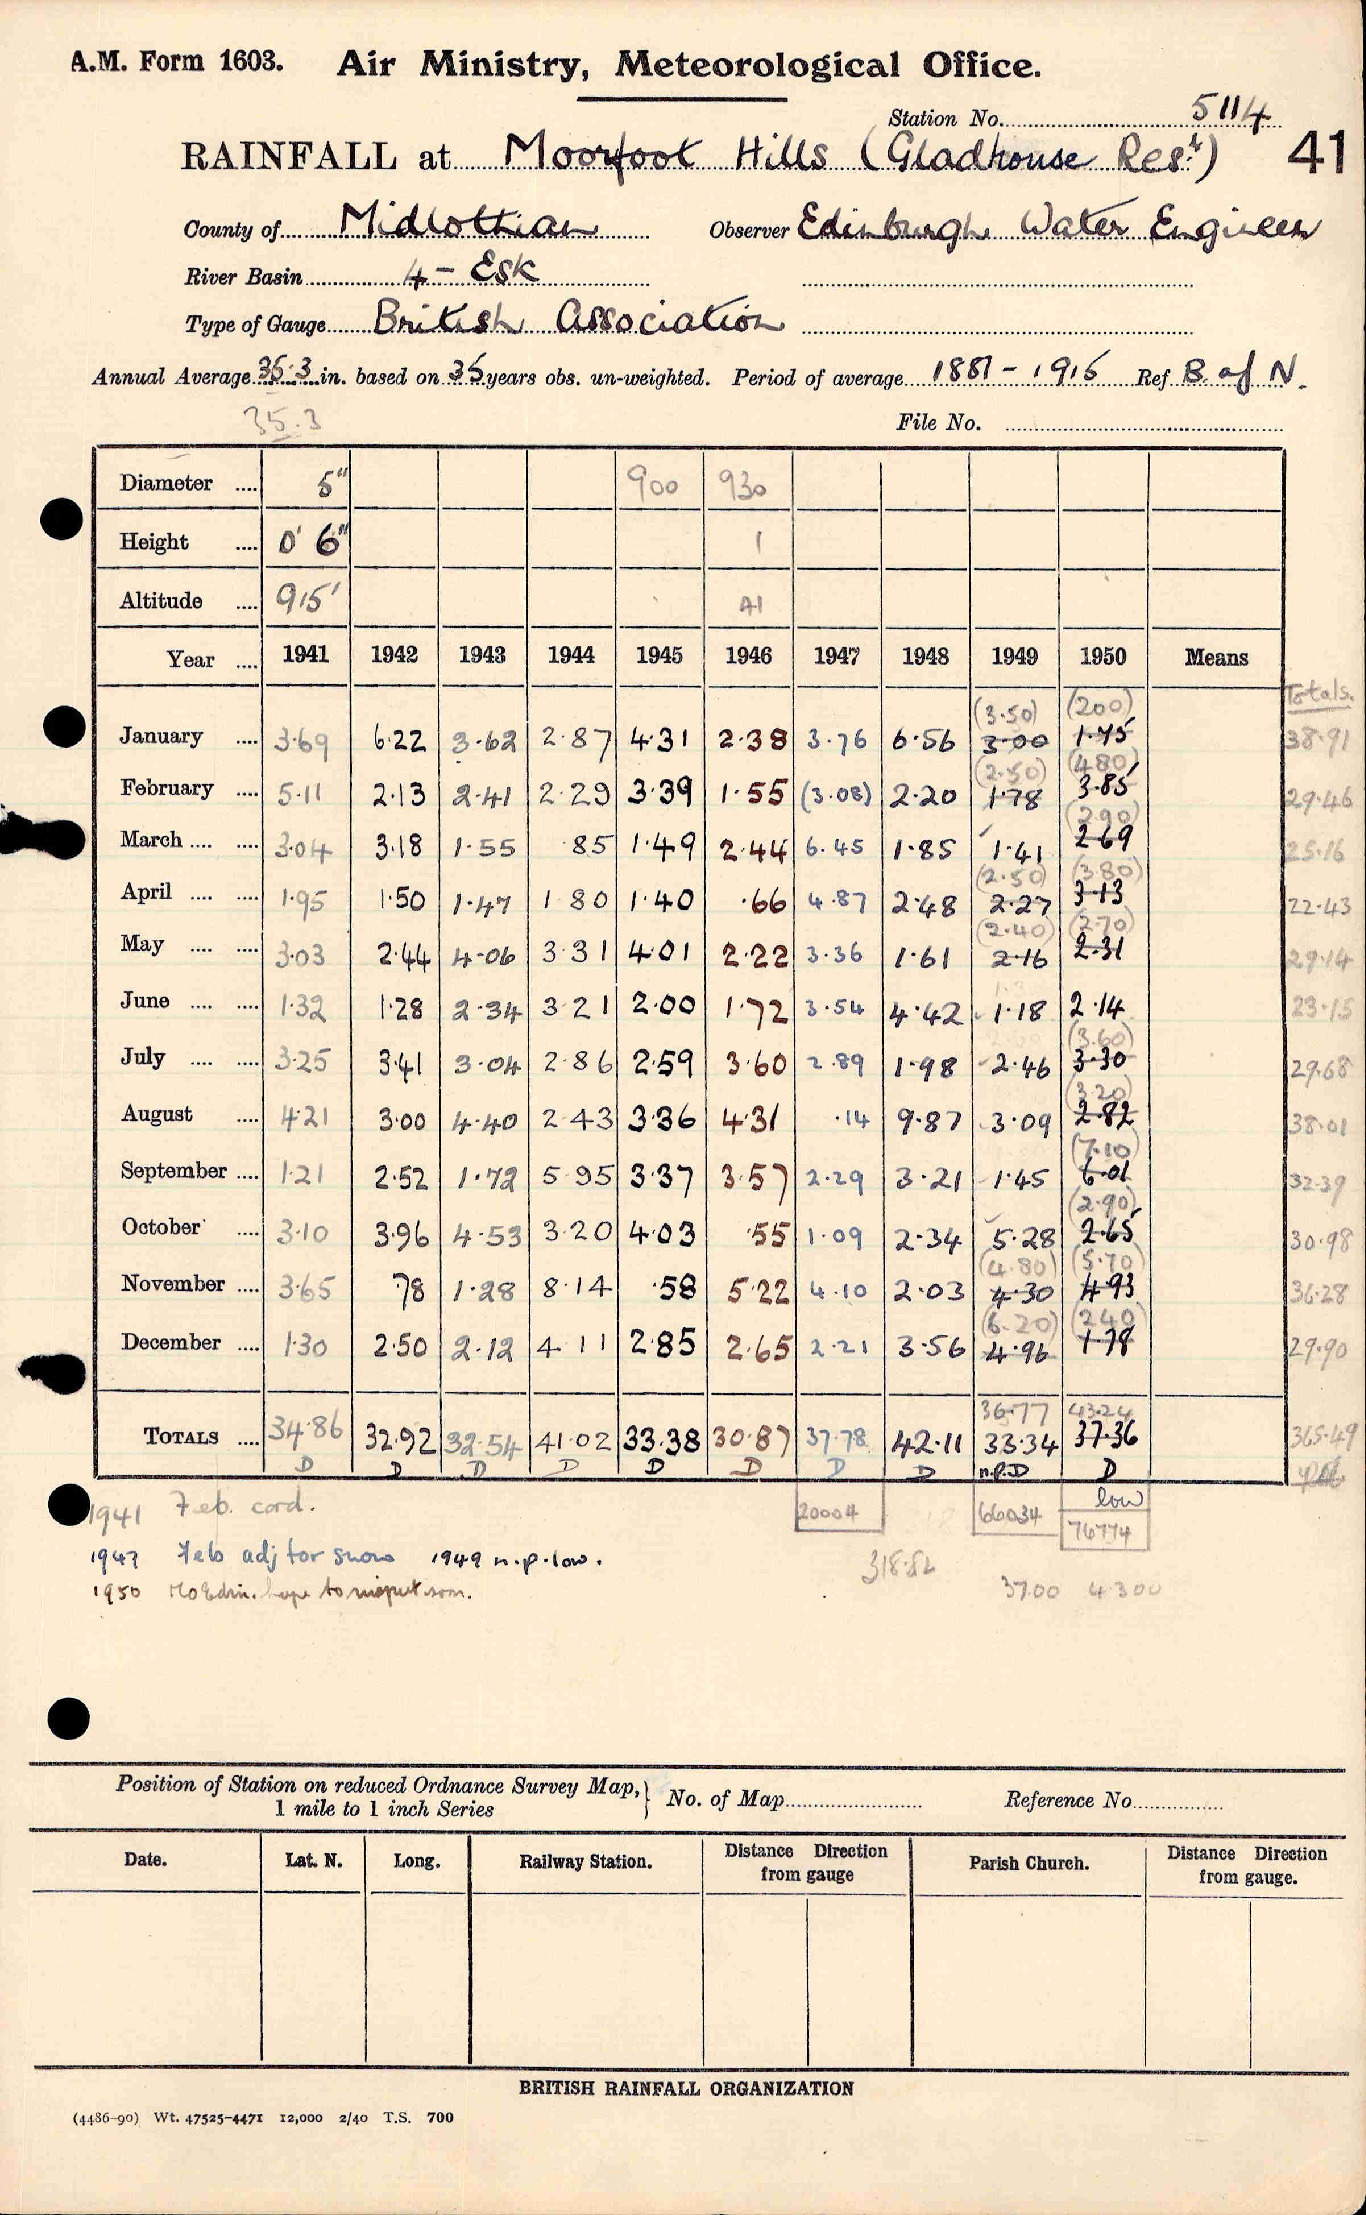 A.M. Form 1603. Air Ministry, Meteorological Office.
Station No. 5114
RAINFALL at Moorfoot Hills (Gladhouse Resr.) 41
County of Midlothian Observer Edinburgh Water Engineer
River Basin 4 - Esk
Type of Gauge British Association
Annual Average 35.3 in. based on 35 years obs. un-weighted. Period of average 1881 - 1915 Ref B. of N.
35.3
File No.
Diameter .... 5" 900 930
Height .... 0' 6" 1
Altitude .... 915' A1
Year .... 1941 1942 1943 1944 1945 1946 1947 1948 1949 1950 Means
Totals.
(3.50) (200)
January .... 3.69 6.22 3.62 2.87 4.31 2.38 3.76 6.56 3.00 1.75 38.91
(2.50) (480)
February .... 5.11 2.13 2.41 2.29 3.39 1.55 (3.08) 2.20 1.78 3.85 29.46
(290)
March .... .... 3.04 3.18 1.55 .85 1.49 2.44 6.45 1.85 1.41 2.69 25.16
(2.50) (3.80)
April .... .... 1.95 1.50 1.47 1 80 1.40 .66 4.87 2.48 2.27 3.13 22.43
(2.40) (2.70)
May .... .... 3.03 2.44 4.06 3 31 4.01 2.22 3.36 1.61 2.16 2.31 29.14
June .... .... 1.32 1.28 2.34 3 21 2.00 1.72 3.54 4.42 1.18 2.14 23.15
(3.60)
July .... .... 3.25 3.41 3.04 2 86 2.59 3.60 2.89 1.98 2.46 3.30 29.68
(3.20)
August .... 4.21 3.00 4.40 2 43 3.36 4.31 .14 9.87 3.09 2.82 38.01
(7.10)
September .... 1.21 2.52 1.72 5 95 3.37 3.57 2.29 3.21 1.45 6.01 32.39
(2.90)
October .... 3.10 3.96 4.53 3 20 4.03 .55 1.09 2.34 5.28 2.65 30.98
(4.80) (5.70)
November .... 3.65 .78 1.28 8.14 .58 5.22 4.10 2.03 4.30 4.93 36.28
(6.20) (240)
December .... 1.30 2.50 2.12 4 11 2.85 2.65 2.21 3.56 4.96 1.78 29.90
36.77 43.24
TOTALS .... 34.86 32.92 32.54 41.02 33.38 30.87 37.78 42.11 33.34 37.36 365.49
D D D D D D D D n.p.D D
low
1941 Feb. card. 20004 66034 76774
1947 Feb adj for snow 1949 n.p.low. 318.82
1950 3700 4300
Position of Station on reduced Ordnance Survey Map,} No. of Map Reference No
1 mile to 1 inch Series
Date. Lat. N. Long. Railway Station. Distance Direction from gauge Parish Church. Distance Direction from gauge.
BRITISH RAINFALL ORGANIZATION
(4486-90) Wt. 47525-4471 12,000 2/40 T.S. 700